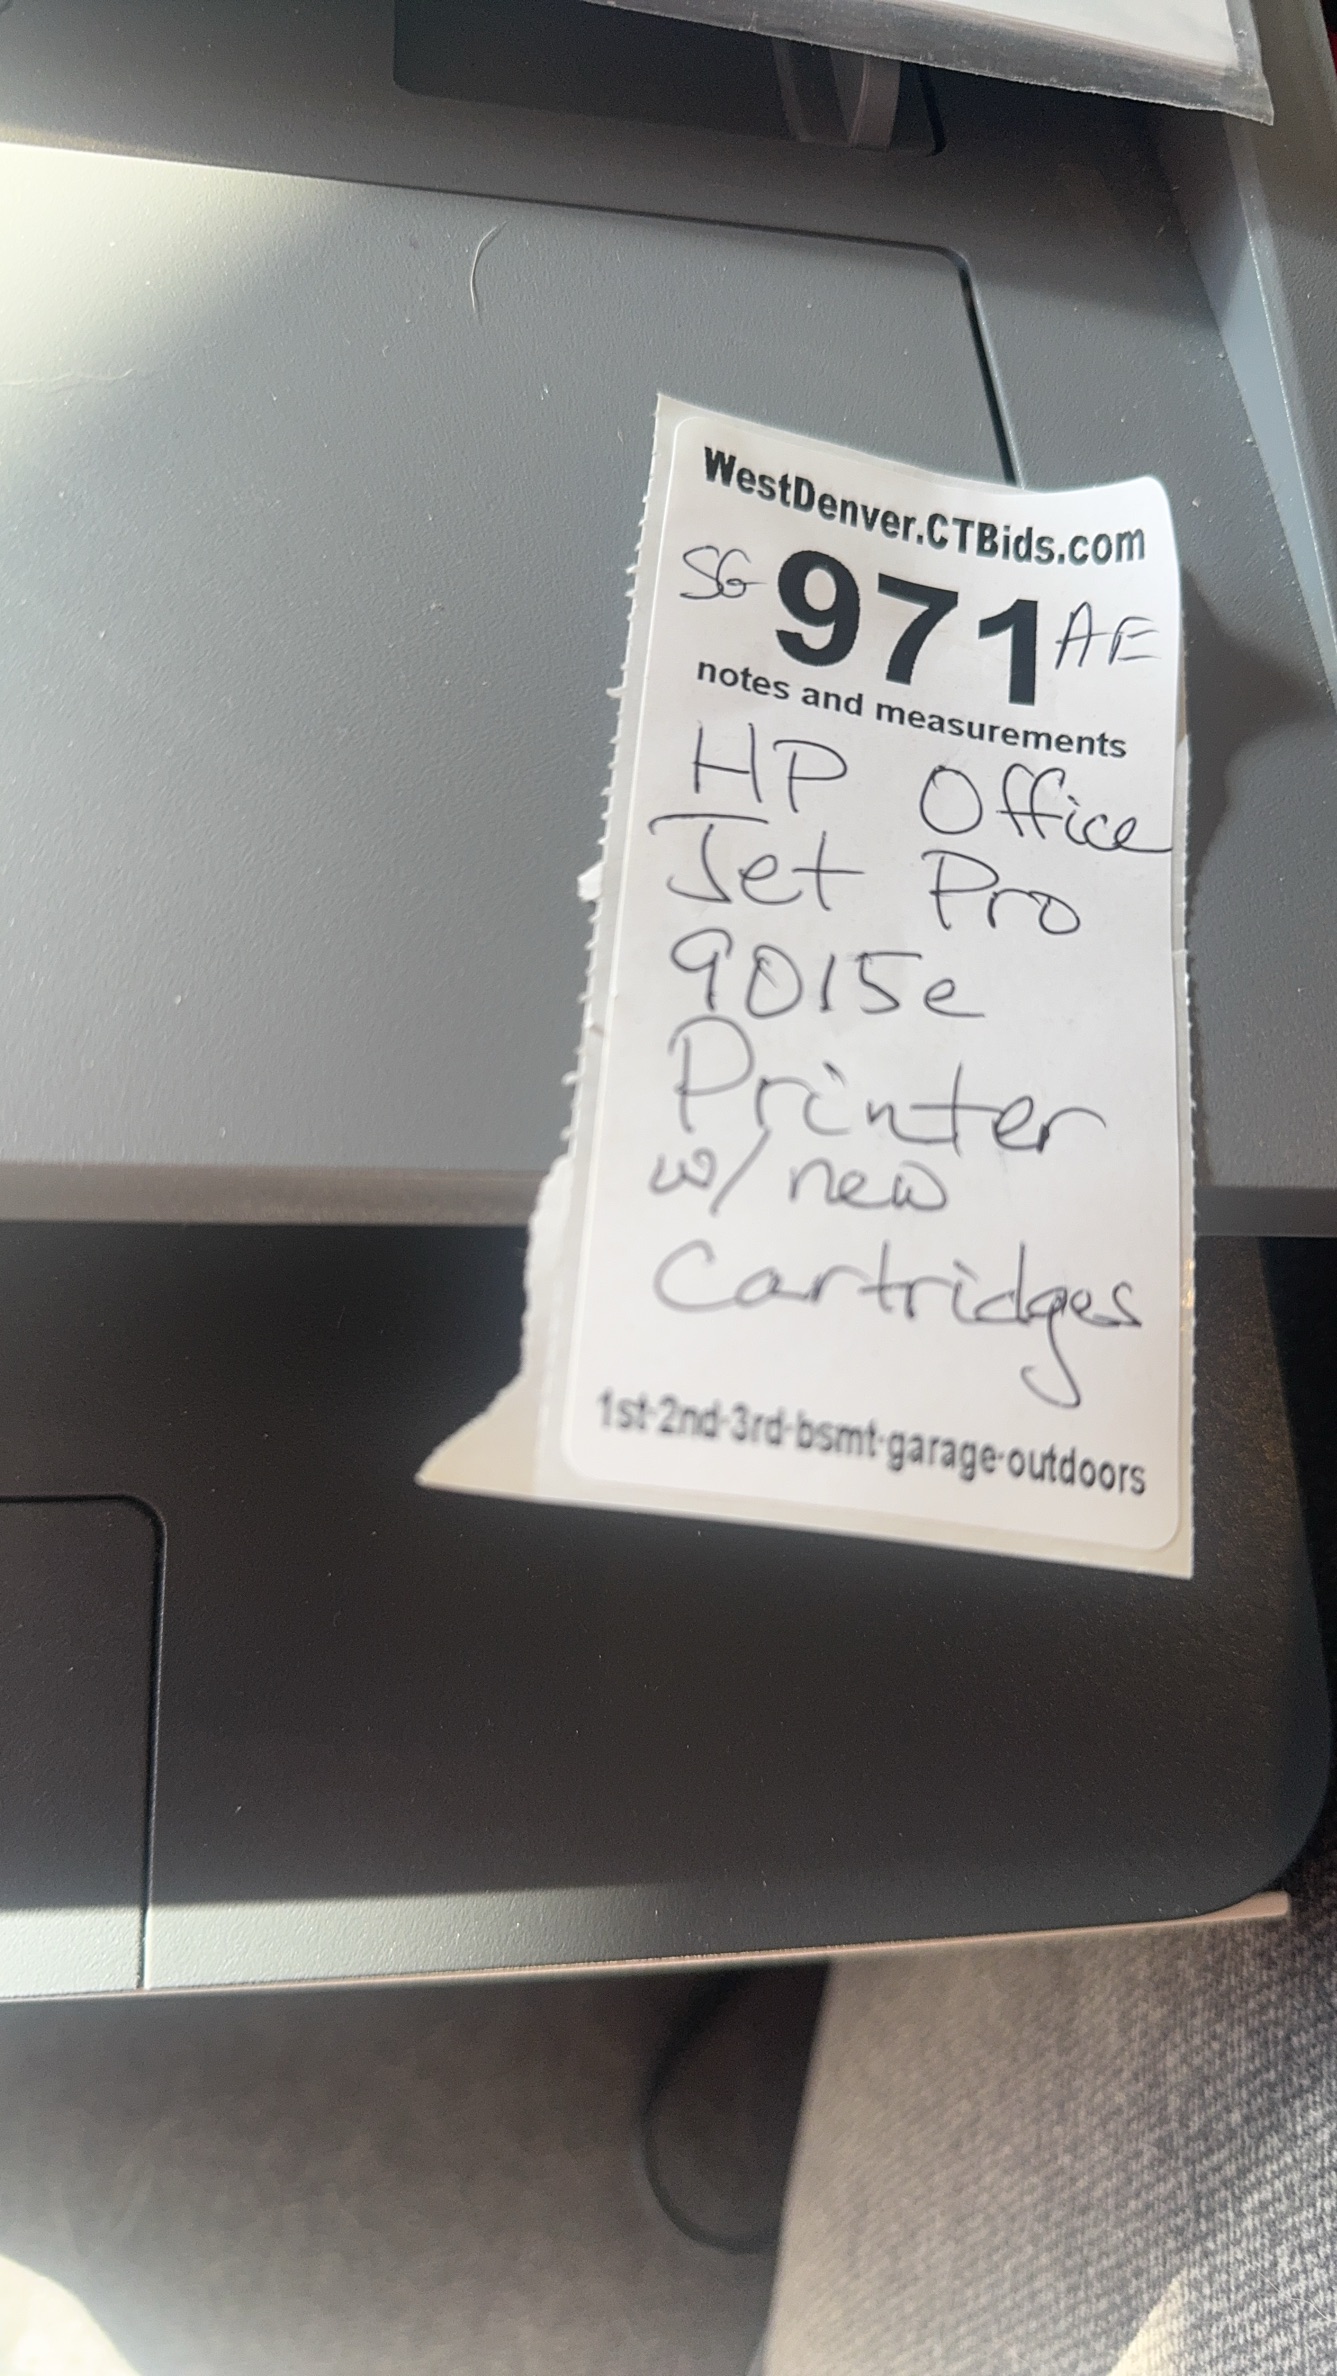 WestDenver.CTBids.com
SG 971 AE
notes and measurements
HP Office
Jet Pro
9015e
Printer
w/ new
Cartridges
1st-2nd-3rd-bsmt-garage-outdoors